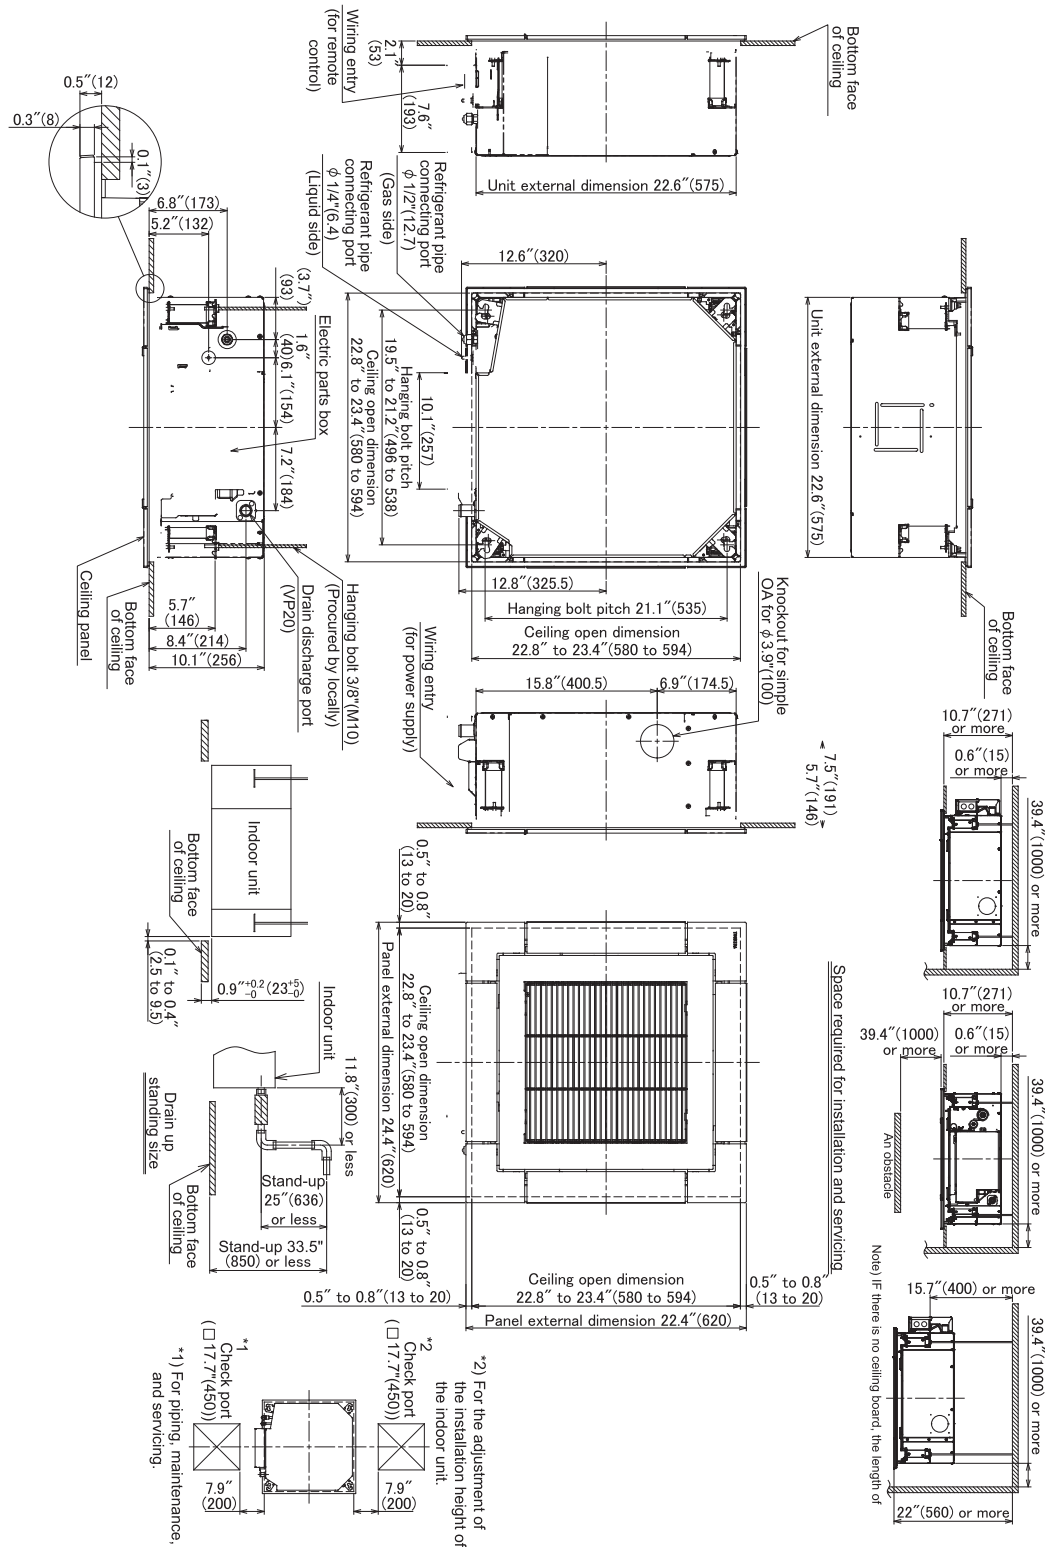 Bottom face
of ceiling
2.1"
(53)
7.6"
(193)
Wiring entry
(for remote
control)
Unit external dimension 22.6"(575)
Refrigerant pipe
connecting port
φ 1/2"(12.7)
(Gas side)
Refrigerant pipe
connecting port
φ 1/4"(6.4)
(Liquid side)
0.5"(12)
0.3"(8)
0.1"(3)
6.8"(173)
5.2"(132)
(3.7")
(93)
1.6"
(40)
6.1"(154)
7.2"(184)
Electric parts box
Hanging bolt 3/8"(M10)
(Procured by locally)
Drain discharge port
(VP20)
Bottom face
of ceiling
Ceiling panel
5.7"
(146)
8.4"(214)
10.1"(256)
12.6"(320)
10.1"(257)
Hanging bolt pitch
19.5" to 21.2"(496 to 538)
Ceiling open dimension
22.8" to 23.4"(580 to 594)
12.8"(325.5)
Hanging bolt pitch 21.1"(535)
Ceiling open dimension
22.8" to 23.4"(580 to 594)
Unit external dimension 22.6"(575)
Bottom face
of ceiling
Knockout for simple
OA for φ3.9"(100)
15.8"(400.5)
6.9"(174.5)
7.5"(191)
5.7"(146)
Wiring entry
(for power supply)
Indoor unit
Bottom face
of ceiling
0.1" to 0.4"
(2.5 to 9.5)
0.9"+0.2 -0 (23+5 -0)
Indoor unit
11.8"(300) or less
Stand-up
25"(636)
or less
Stand-up 33.5"
(850) or less
Bottom face
of ceiling
Drain up
standing size
0.5" to 0.8"
(13 to 20)
Ceiling open dimension
22.8" to 23.4"(580 to 594)
Panel external dimension 24.4"(620)
0.5" to 0.8"
(13 to 20)
0.5" to 0.8"(13 to 20)
Ceiling open dimension
22.8" to 23.4"(580 to 594)
0.5" to 0.8"
(13 to 20)
Panel external dimension 22.4"(620)
Space required for installation and servicing
10.7"(271)
or more
0.6"(15)
or more
39.4"(1000) or more
10.7"(271)
or more
0.6"(15)
or more
39.4"(1000)
or more
39.4"(1000) or more
An obstacle
Note) IF there is no ceiling board, the length of
15.7"(400) or more
39.4"(1000) or more
22"(560) or more
*2
Check port
(□17.7"(450))
*1
Check port
(□17.7"(450))
7.9"
(200)
7.9"
(200)
*2) For the adjustment of
the installation height of
the indoor unit.
*1) For piping, maintenance,
and servicing.